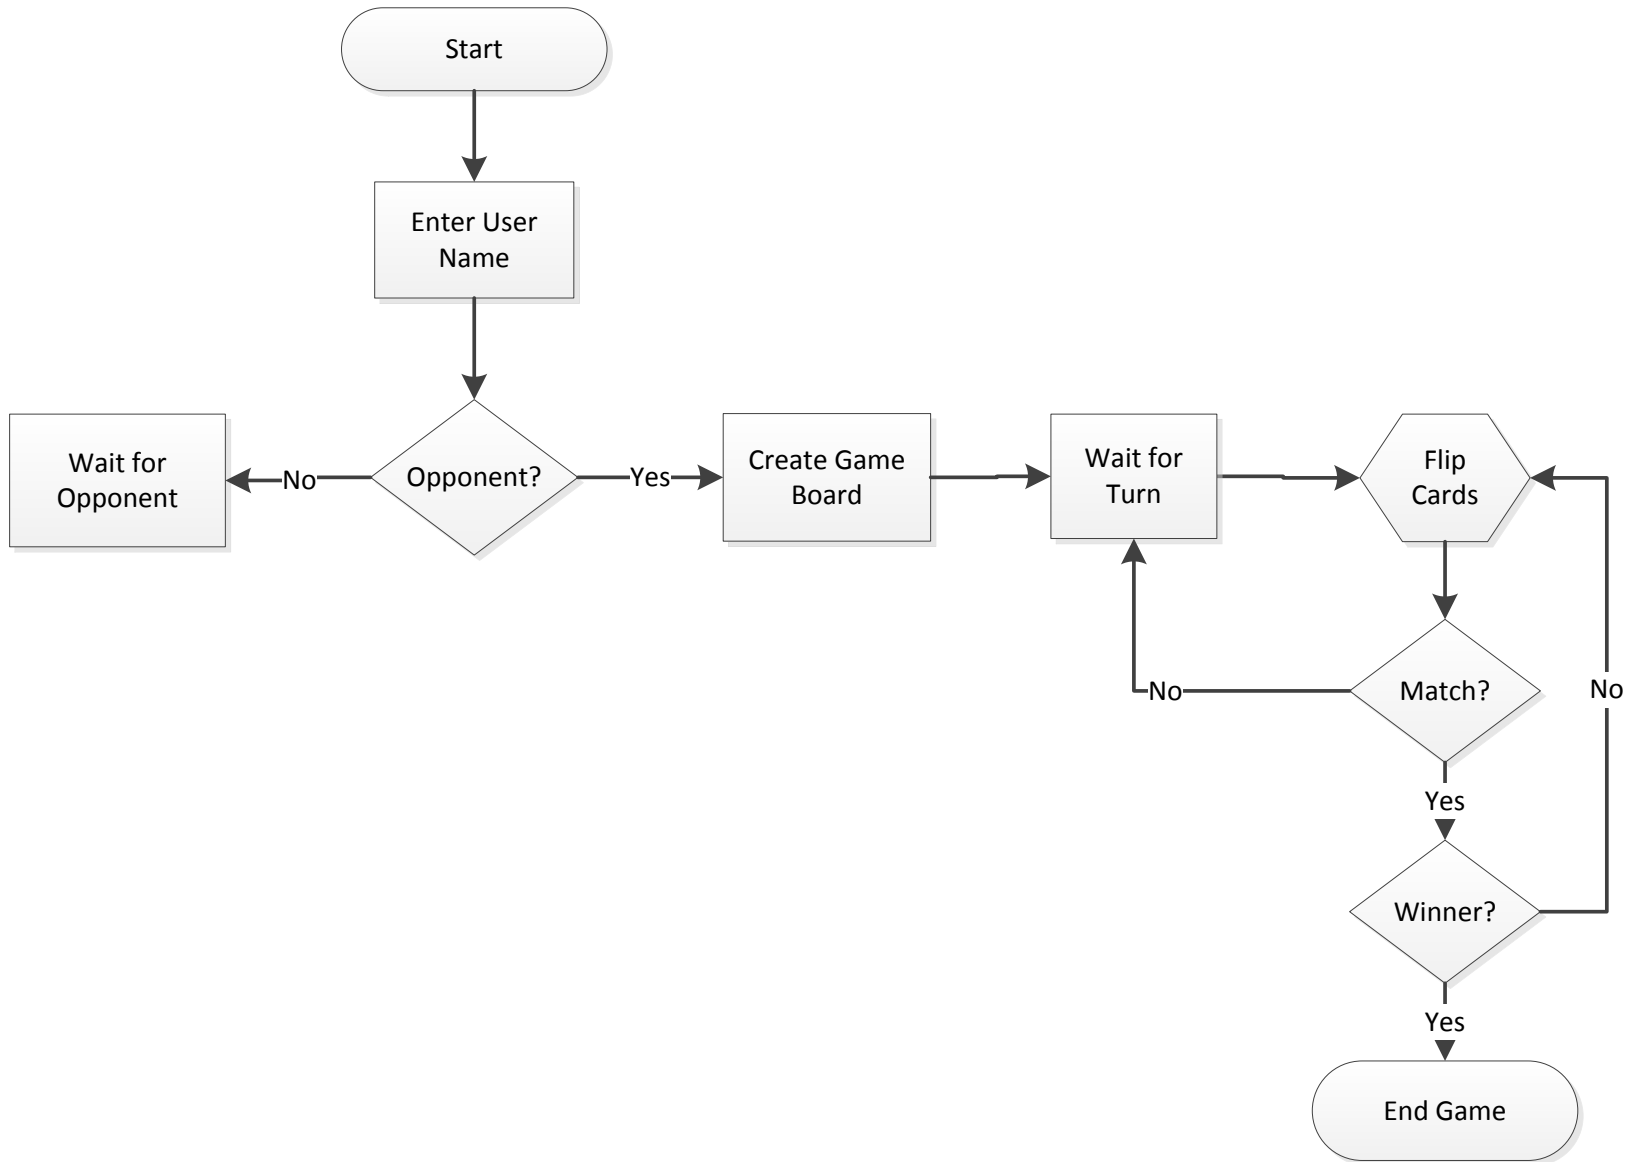 Start
Enter User
Name
Wait for
Opponent
No
Opponent?
Yes
Create Game
Board
Wait for
Turn
Flip
Cards
No
Match?
No
Yes
Winner?
Yes
End Game